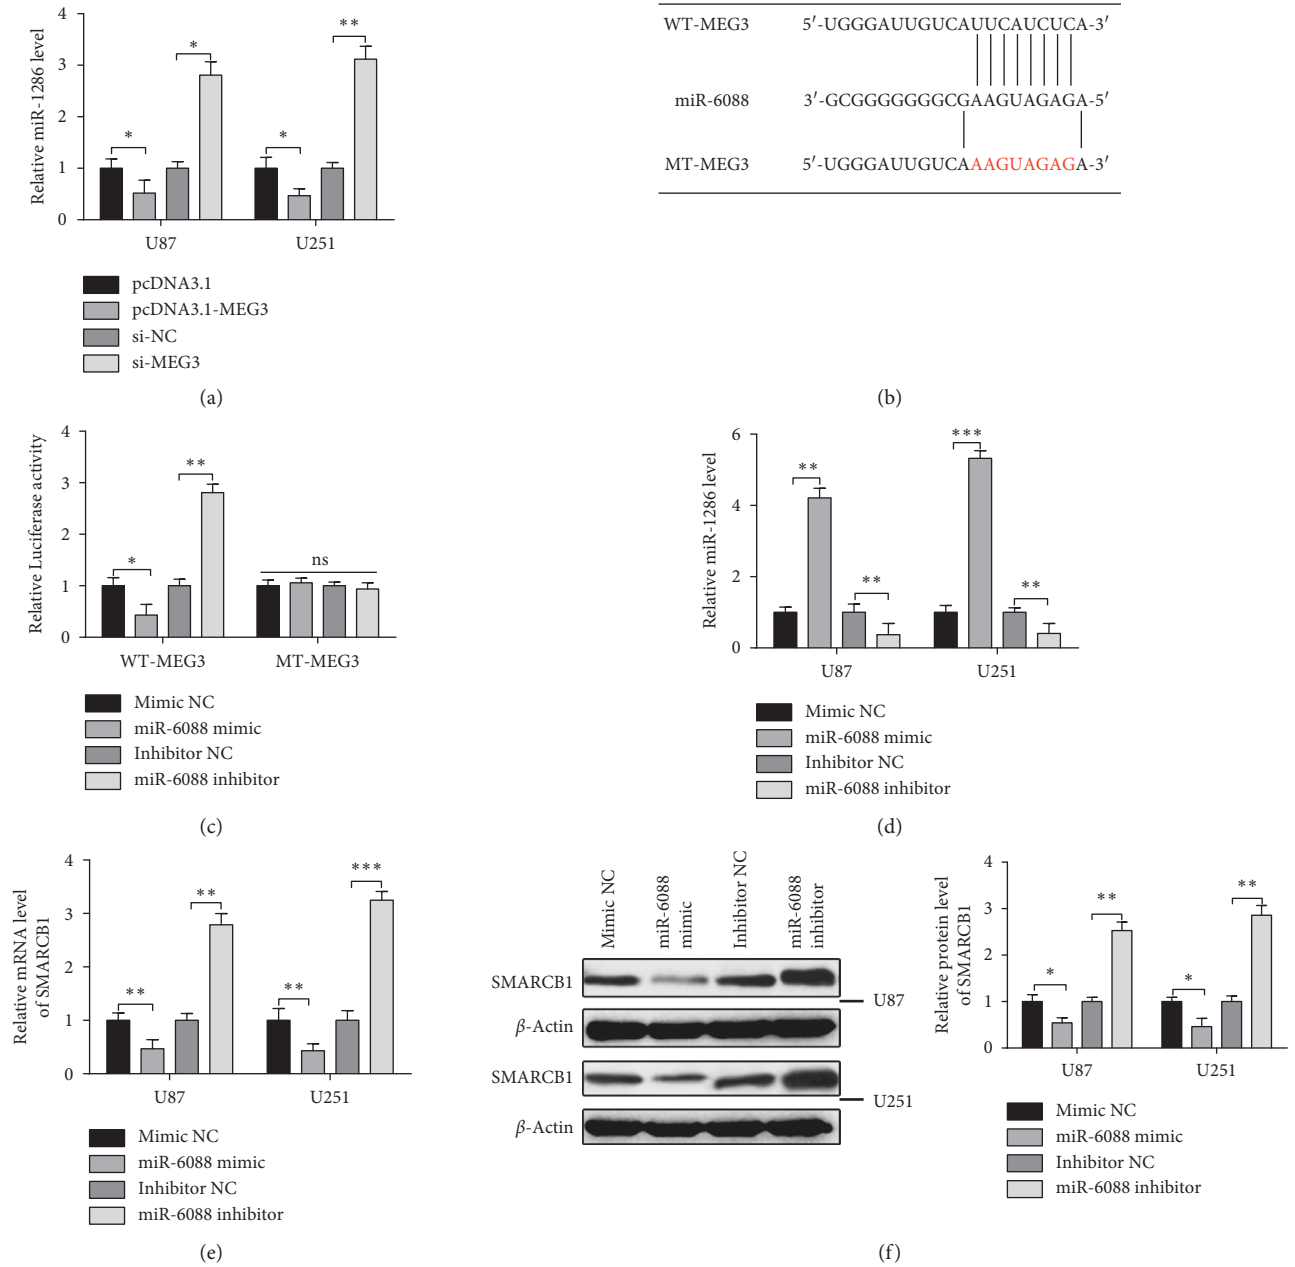 4
3
2
1
0
Relative miR-1286 level
*
*
*
**
U87
U251
pcDNA3.1
pcDNA3.1-MEG3
si-NC
si-MEG3
(a)
WT-MEG3 5′-UGGGAUUGUCAUUCAUCUCA-3′
miR-6088 3′-GCGGGGGGGCGAAGUAGAGA-5′
MT-MEG3 5′-UGGGAUUGUCAAAGUAGAGA-3′
(b)
4
3
2
1
0
Relative Luciferase activity
*
**
ns
WT-MEG3
MT-MEG3
Mimic NC
miR-6088 mimic
Inhibitor NC
miR-6088 inhibitor
(c)
6
4
2
0
Relative miR-1286 level
**
**
***
**
U87
U251
Mimic NC
miR-6088 mimic
Inhibitor NC
miR-6088 inhibitor
(d)
4
3
2
1
0
Relative mRNA level
of SMARCB1
**
**
**
***
U87
U251
Mimic NC
miR-6088 mimic
Inhibitor NC
miR-6088 inhibitor
(e)
Mimic NC
miR-6088
mimic
Inhibitor NC
miR-6088
inhibitor
SMARCB1
U87
β-Actin
SMARCB1
U251
β-Actin
4
3
2
1
0
Relative protein level
of SMARCB1
*
**
*
**
U87
U251
Mimic NC
miR-6088 mimic
Inhibitor NC
miR-6088 inhibitor
(f)